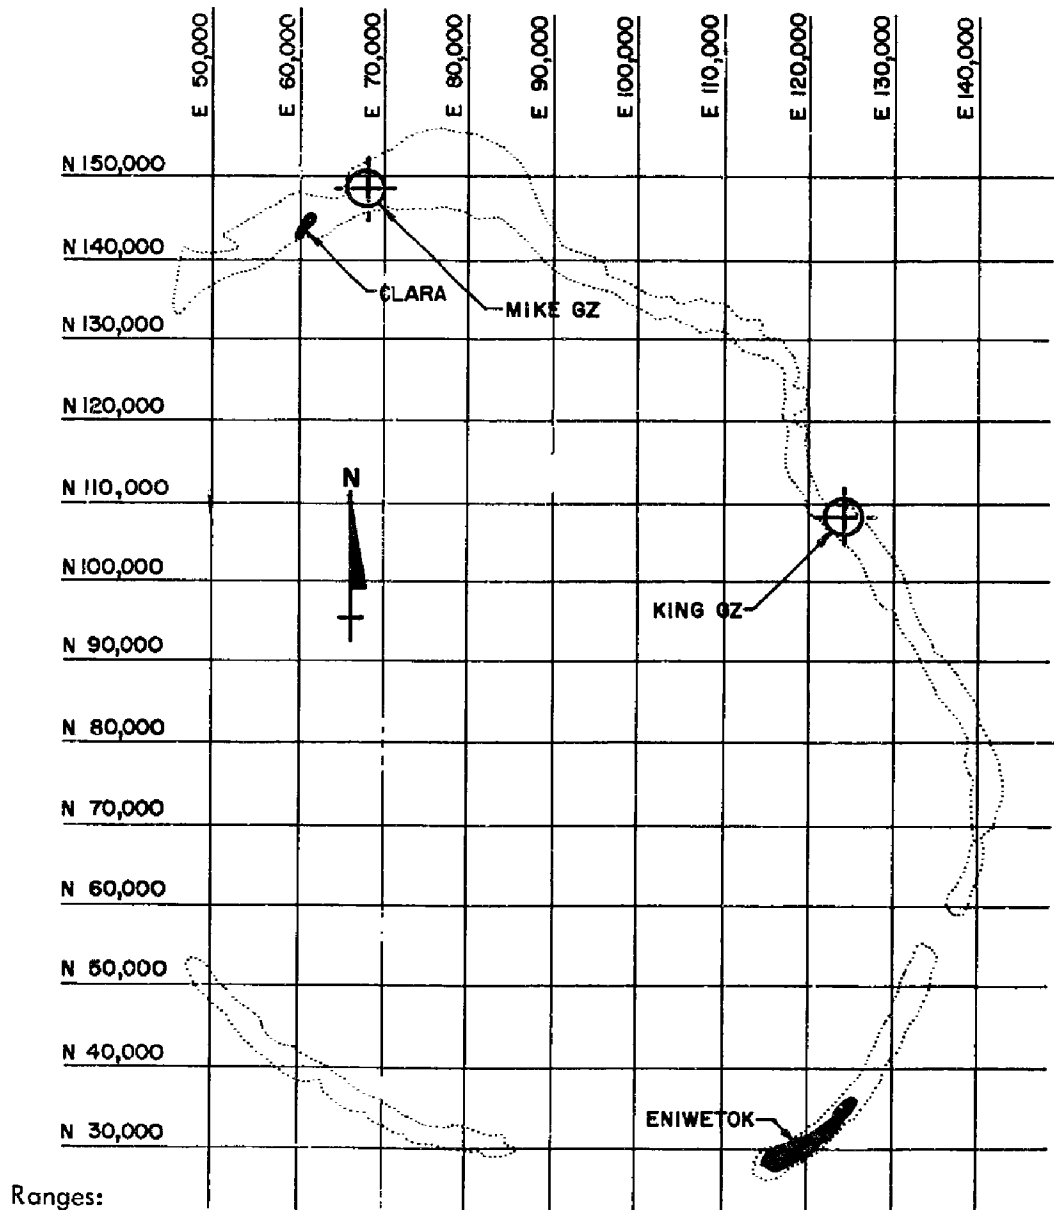 E 50,000
E 60,000
E 70,000
E 80,000
E 90,000
E 100,000
E 110,000
E 120,000
E 130,000
E 140,000
N 150,000
N 140,000
CLARA
MIKE GZ
N 130,000
N 120,000
N
N 110,000
N 100,000
KING GZ
N 90,000
N 80,000
N 70,000
N 60,000
N 50,000
N 40,000
ENIWETOK
N 30,000
Ranges: